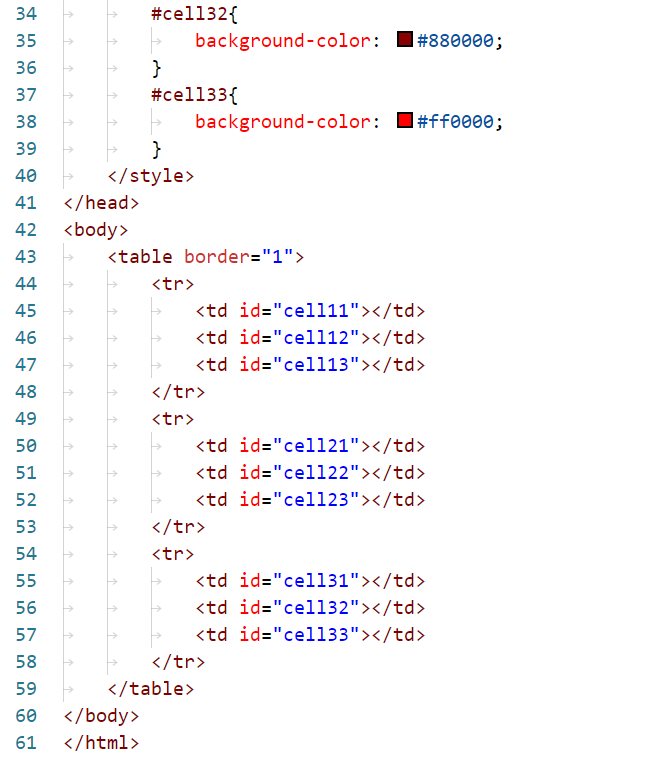 34 #cell32{
35 background-color: #880000;
36 }
37 #cell33{
38 background-color: #ff0000;
39 }
40 </style>
41 </head>
42 <body>
43 <table border="1">
44 <tr>
45 <td id="cell11"></td>
46 <td id="cell12"></td>
47 <td id="cell13"></td>
48 </tr>
49 <tr>
50 <td id="cell21"></td>
51 <td id="cell22"></td>
52 <td id="cell23"></td>
53 </tr>
54 <tr>
55 <td id="cell31"></td>
56 <td id="cell32"></td>
57 <td id="cell33"></td>
58 </tr>
59 </table>
60 </body>
61 </html>